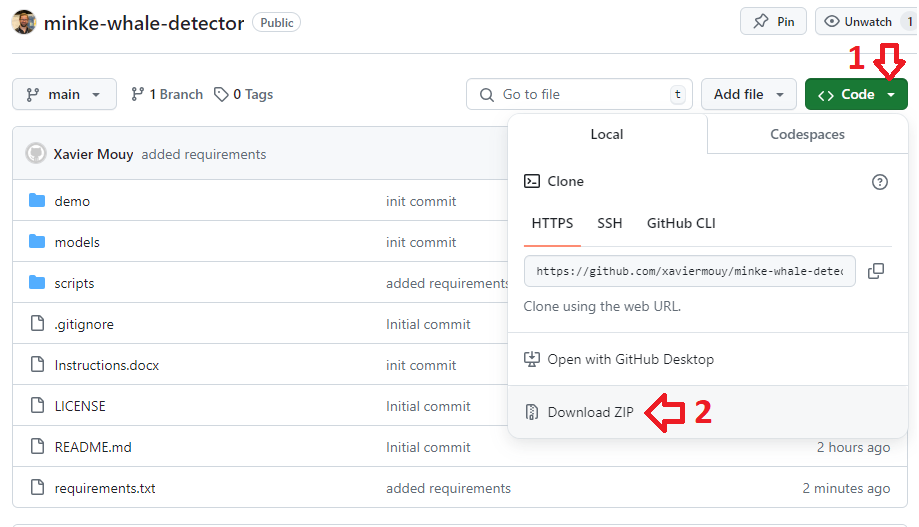 minke-whale-detector Public Pin Unwatch 1
1
main 1 Branch 0 Tags Go to file t Add file <> Code
Local Codespaces
Xavier Mouy added requirements
Clone
demo init commit
HTTPS SSH GitHub CLI
models init commit
https://github.com/xaviermouy/minke-whale-detec
scripts added requirements
Clone using the web URL.
.gitignore Initial commit
Open with GitHub Desktop
Instructions.docx init commit
LICENSE Initial commit
Download ZIP 2
README.md Initial commit 2 hours ago
requirements.txt added requirements 2 minutes ago